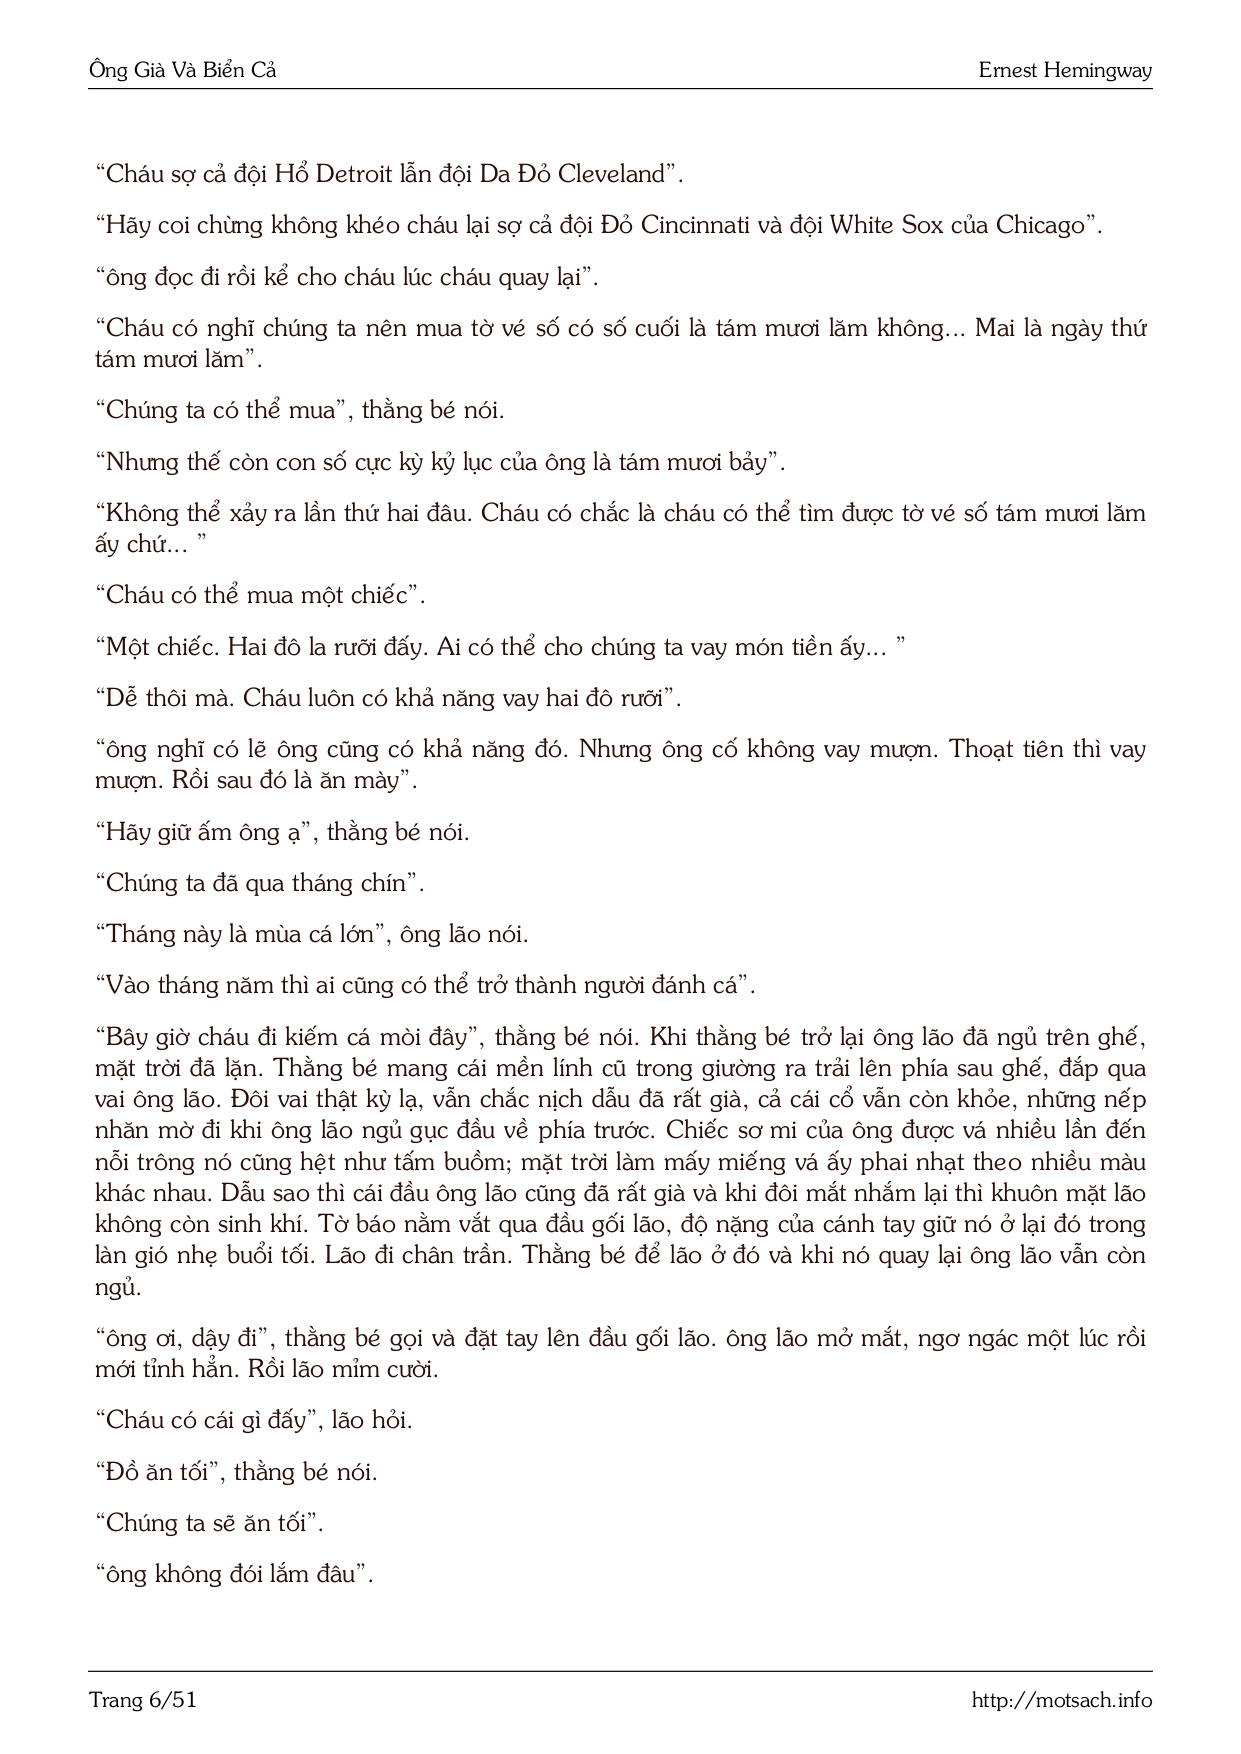 Ông Già Và Biển Cả
Ernest Hemingway
“Cháu sợ cả đội Hổ Detroit lẫn đội Da Đỏ Cleveland”.
“Hãy coi chừng không khéo cháu lại sợ cả đội Đỏ Cincinnati và đội White Sox của Chicago”.
“ông đọc đi rồi kể cho cháu lúc cháu quay lại”.
“Cháu có nghĩ chúng ta nên mua tờ vé số có số cuối là tám mươi lăm không... Mai là ngày thứ
tám mươi lăm”.
“Chúng ta có thể mua”, thằng bé nói.
“Nhưng thế còn con số cực kỳ kỷ lục của ông là tám mươi bảy”.
“Không thể xảy ra lần thứ hai đâu. Cháu có chắc là cháu có thể tìm được tờ vé số tám mươi lăm
ấy chứ... ”
“Cháu có thể mua một chiếc”.
“Một chiếc. Hai đô la rưỡi đấy. Ai có thể cho chúng ta vay món tiền ấy... ”
“Dễ thôi mà. Cháu luôn có khả năng vay hai đô rưỡi”.
“ông nghĩ có lẽ ông cũng có khả năng đó. Nhưng ông cố không vay mượn. Thoạt tiên thì vay
mượn. Rồi sau đó là ăn mày”.
“Hãy giữ ấm ông ạ”, thằng bé nói.
“Chúng ta đã qua tháng chín”.
“Tháng này là mùa cá lớn”, ông lão nói.
“Vào tháng năm thì ai cũng có thể trở thành người đánh cá”.
“Bây giờ cháu đi kiếm cá mòi đây”, thằng bé nói. Khi thằng bé trở lại ông lão đã ngủ trên ghế,
mặt trời đã lặn. Thằng bé mang cái mền lính cũ trong giường ra trải lên phía sau ghế, đắp qua
vai ông lão. Đôi vai thật kỳ lạ, vẫn chắc nịch dẫu đã rất già, cả cái cổ vẫn còn khỏe, những nếp
nhăn mờ đi khi ông lão ngủ gục đầu về phía trước. Chiếc sơ mi của ông được vá nhiều lần đến
nỗi trông nó cũng hệt như tấm buồm; mặt trời làm mấy miếng vá ấy phai nhạt theo nhiều màu
khác nhau. Dẫu sao thì cái đầu ông lão cũng đã rất già và khi đôi mắt nhắm lại thì khuôn mặt lão
không còn sinh khí. Tờ báo nằm vắt qua đầu gối lão, độ nặng của cánh tay giữ nó ở lại đó trong
làn gió nhẹ buổi tối. Lão đi chân trần. Thằng bé để lão ở đó và khi nó quay lại ông lão vẫn còn
ngủ.
“ông ơi, dậy đi”, thằng bé gọi và đặt tay lên đầu gối lão. ông lão mở mắt, ngơ ngác một lúc rồi
mới tỉnh hẳn. Rồi lão mỉm cười.
“Cháu có cái gì đấy”, lão hỏi.
“Đồ ăn tối”, thằng bé nói.
“Chúng ta sẽ ăn tối”.
“ông không đói lắm đâu”.
Trang 6/51
http://motsach.info